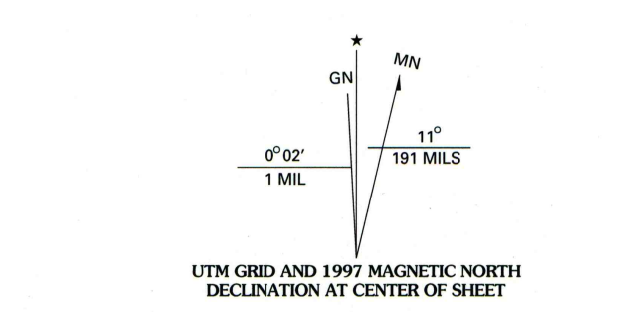 MN
GN
11°
191 MILS
0° 02'
1 MIL
UTM GRID AND 1997 MAGNETIC NORTH
DECLINATION AT CENTER OF SHEET